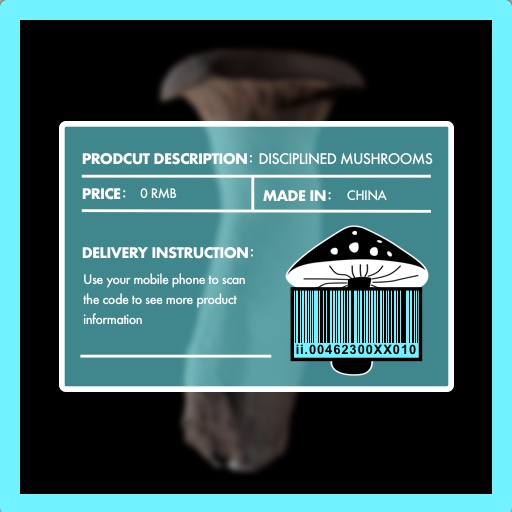 PRODCUT DESCRIPTION: DISCIPLINED MUSHROOMS
PRICE: 0 RMB
MADE IN: CHINA
DELIVERY INSTRUCTION:
Use your mobile phone to scan
the code to see more product
information
ii.00462300XX010